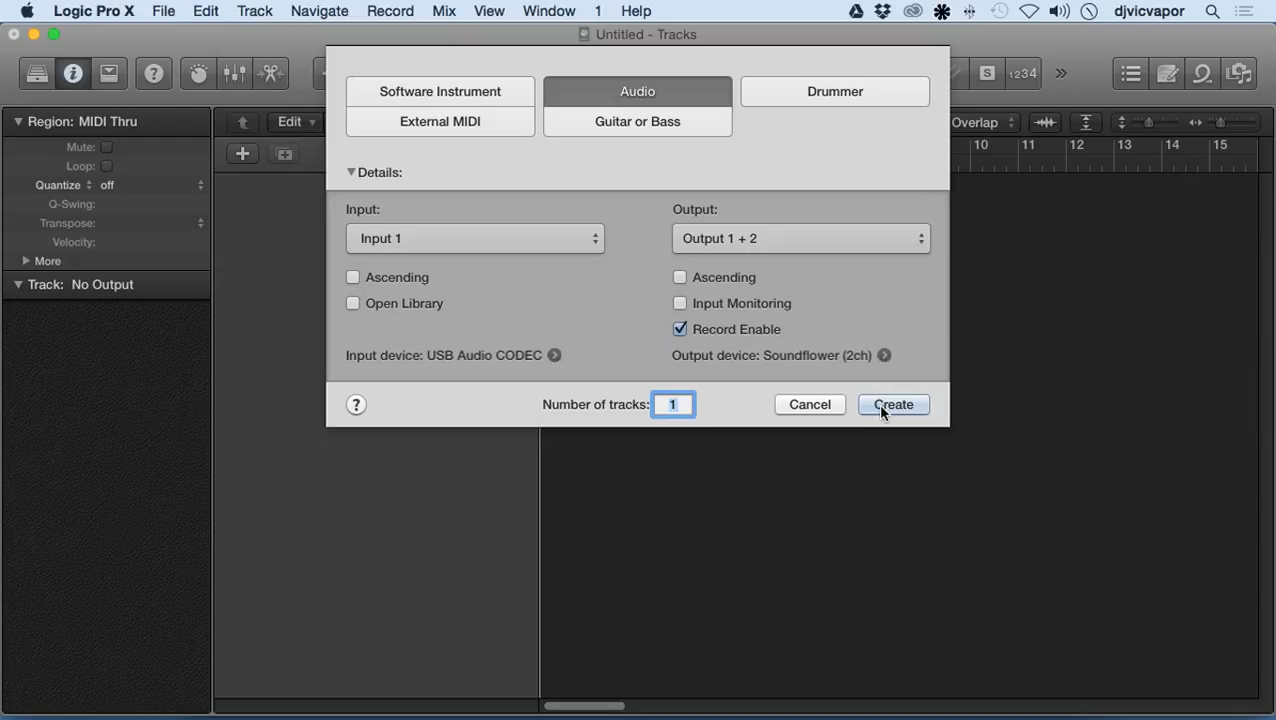 Logic Pro X File Edit Track Navigate Record Mix View Window 1 Help djvicvapor
Untitled - Tracks
Software Instrument Audio Drummer
External MIDI Guitar or Bass
S 1234
Region: MIDI Thru
Edit
Overlap
Mute:
Loop:
Quantize off
Q-Swing:
Transpose:
Velocity:
More
Track: No Output
10 11 12 13 14 15
Details:
Input: Output:
Input 1 Output 1 + 2
Ascending Ascending
Open Library Input Monitoring
Record Enable
Input device: USB Audio CODEC Output device: Soundflower (2ch)
? Number of tracks: 1 Cancel Create